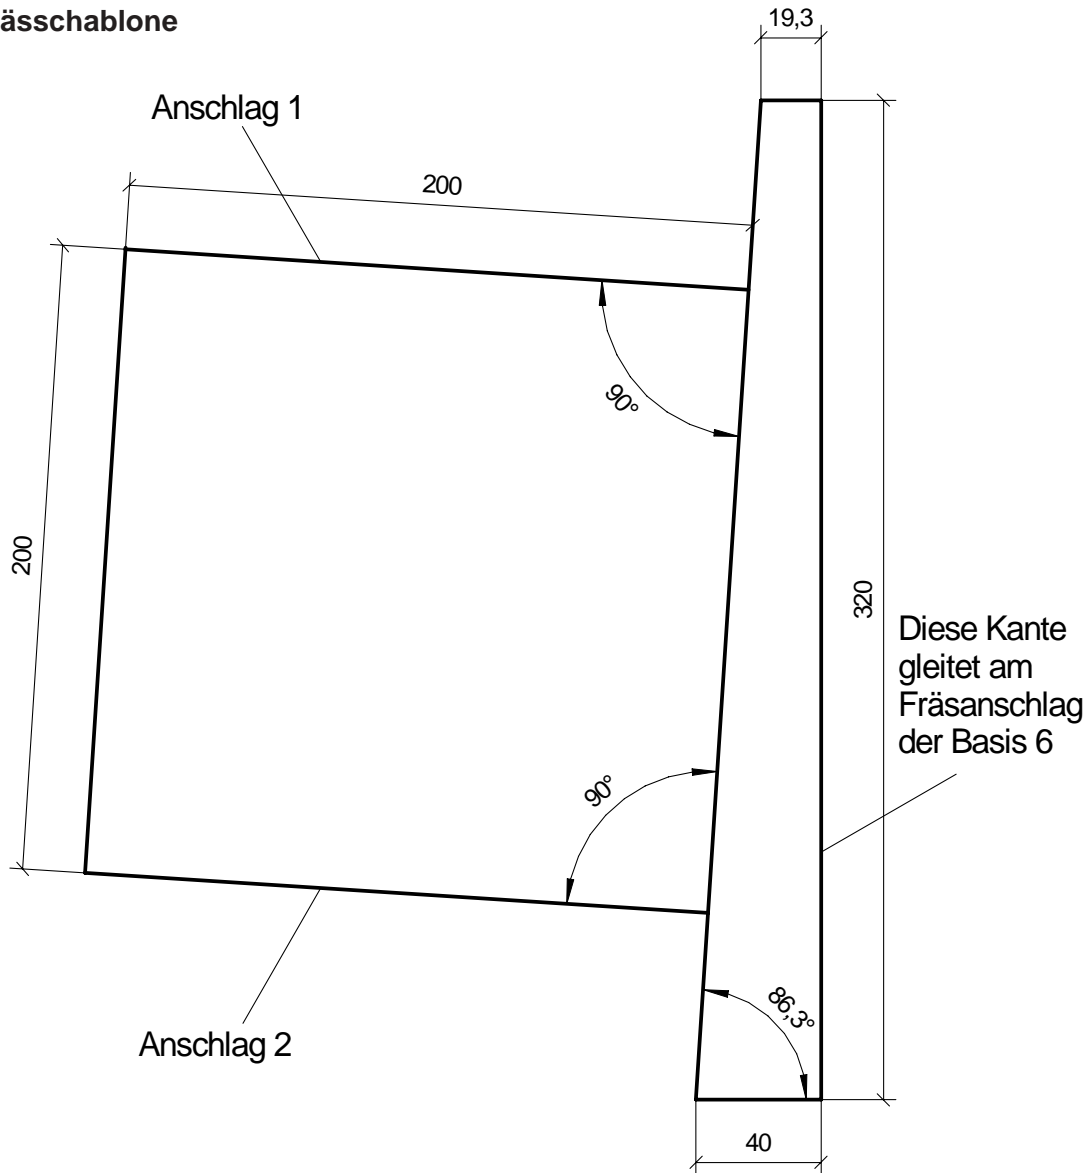 ässchablone
19,3
Anschlag 1
200
90°
200
320
Diese Kante
gleitet am
Fräsanschlag
der Basis 6
90°
86,3°
Anschlag 2
40